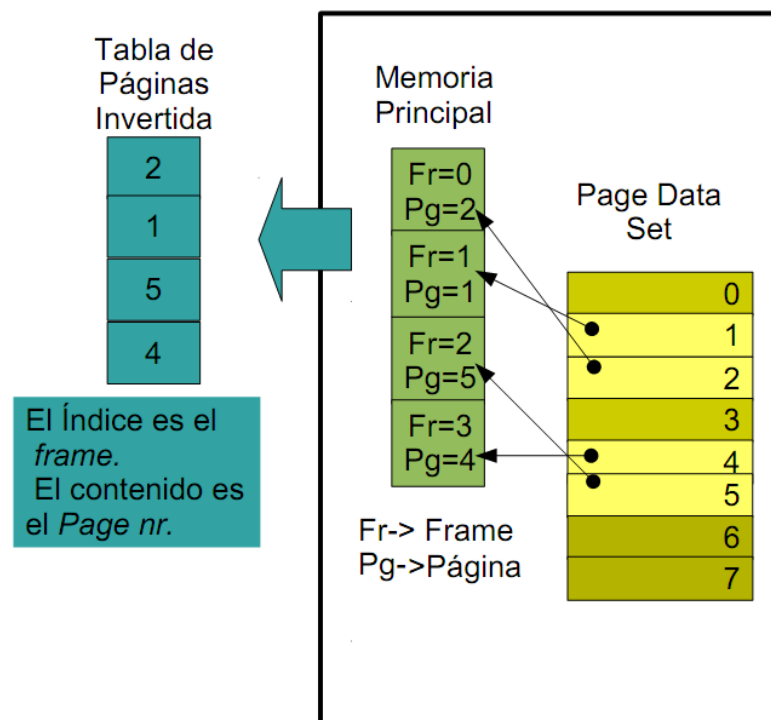 Tabla de
Páginas
Invertida
2
1
5
4
El Índice es el
frame.
El contenido es
el Page nr.
Memoria
Principal
Fr=0
Pg=2
Fr=1
Pg=1
Fr=2
Pg=5
Fr=3
Pg=4
Fr-> Frame
Pg->Página
Page Data
Set
0
1
2
3
4
5
6
7